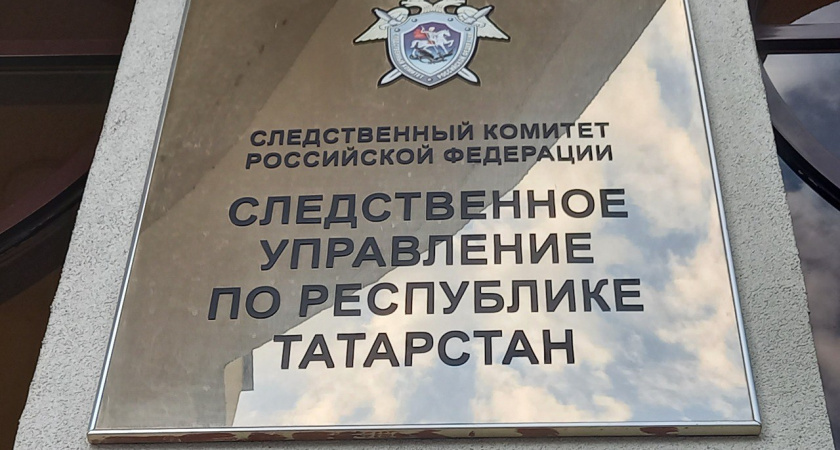 СЛЕДСТВЕННЫЙ КОМИТЕТ
РОССИЙСКОЙ ФЕДЕРАЦИИ
СЛЕДСТВЕННОЕ
УПРАВЛЕНИЕ
ПО РЕСПУБЛИКЕ
ТАТАРСТАН